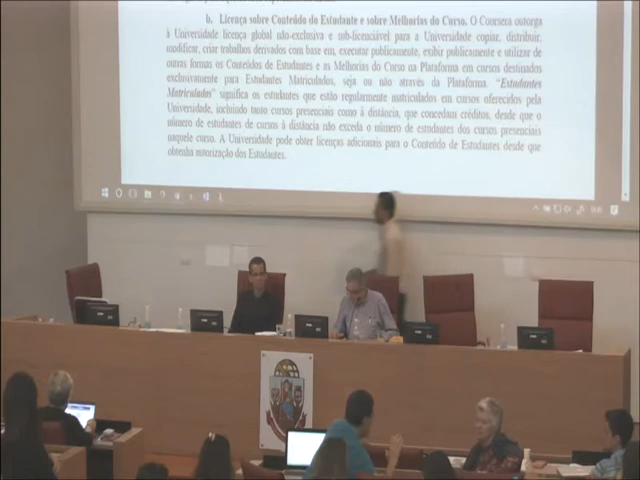 b. Licença sobre Conteúdo do Estudante e sobre Melhorias do Curso. O Coursera outorga
à Universidade licença global não-exclusiva e sub-licenciável para a Universidade copiar, distribuir,
modificar, criar trabalhos derivados com base em, executar publicamente, exibir publicamente e utilizar de
outras formas os Conteúdos de Estudantes e as Melhorias do Curso na Plataforma em cursos destinados
exclusivamente para Estudantes Matriculados, seja ou não através da Plataforma. "Estudantes
Matriculados" significa os estudantes que estão regularmente matriculados em cursos oferecidos pela
Universidade, incluindo tanto cursos presenciais como à distância, que concedam créditos, desde que o
número de estudantes de cursos à distância não exceda o número de estudantes dos cursos presenciais
naquele curso. A Universidade pode obter licenças adicionais para o Conteúdo de Estudantes desde que
obtenha autorização dos Estudantes.